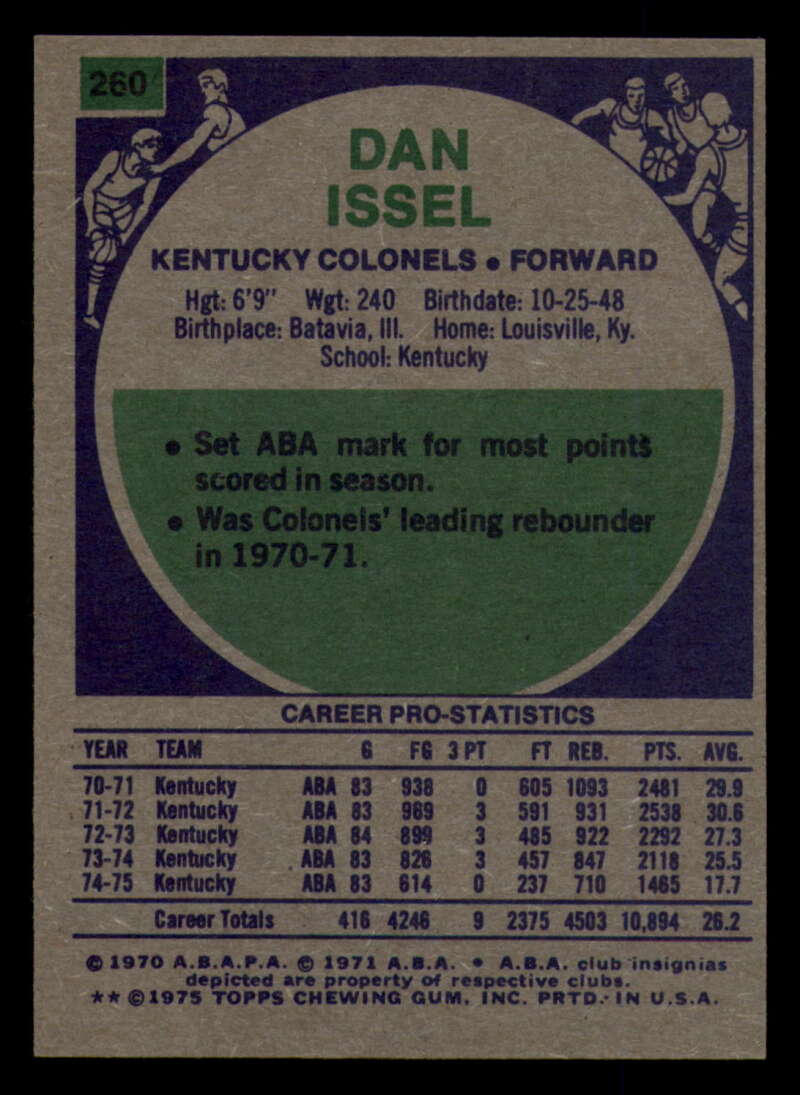 260
DAN
ISSEL
KENTUCKY COLONELS • FORWARD
Hgt: 6'9" Wgt: 240 Birthdate: 10-25-48
Birthplace: Batavia, Ill. Home: Louisville, Ky.
School: Kentucky
• Set ABA mark for most points
scored in season.
• Was Colonels' leading rebounder
in 1970-71.
CAREER PRO-STATISTICS
YEAR TEAM G FG 3 PT FT REB. PTS. AVG.
70-71 Kentucky ABA 83 938 0 605 1093 2481 29.9
71-72 Kentucky ABA 83 969 3 591 931 2538 30.6
72-73 Kentucky ABA 84 899 3 485 922 2292 27.3
73-74 Kentucky ABA 83 826 3 457 847 2118 25.5
74-75 Kentucky ABA 83 614 0 237 710 1465 17.7
Career Totals 416 4246 9 2375 4503 10,894 26.2
© 1970 A.B.A.P.A. © 1971 A.B.A. • A.B.A. club insignias
depicted are property of respective clubs.
** © 1975 TOPPS CHEWING GUM, INC. PRTD. IN U.S.A.